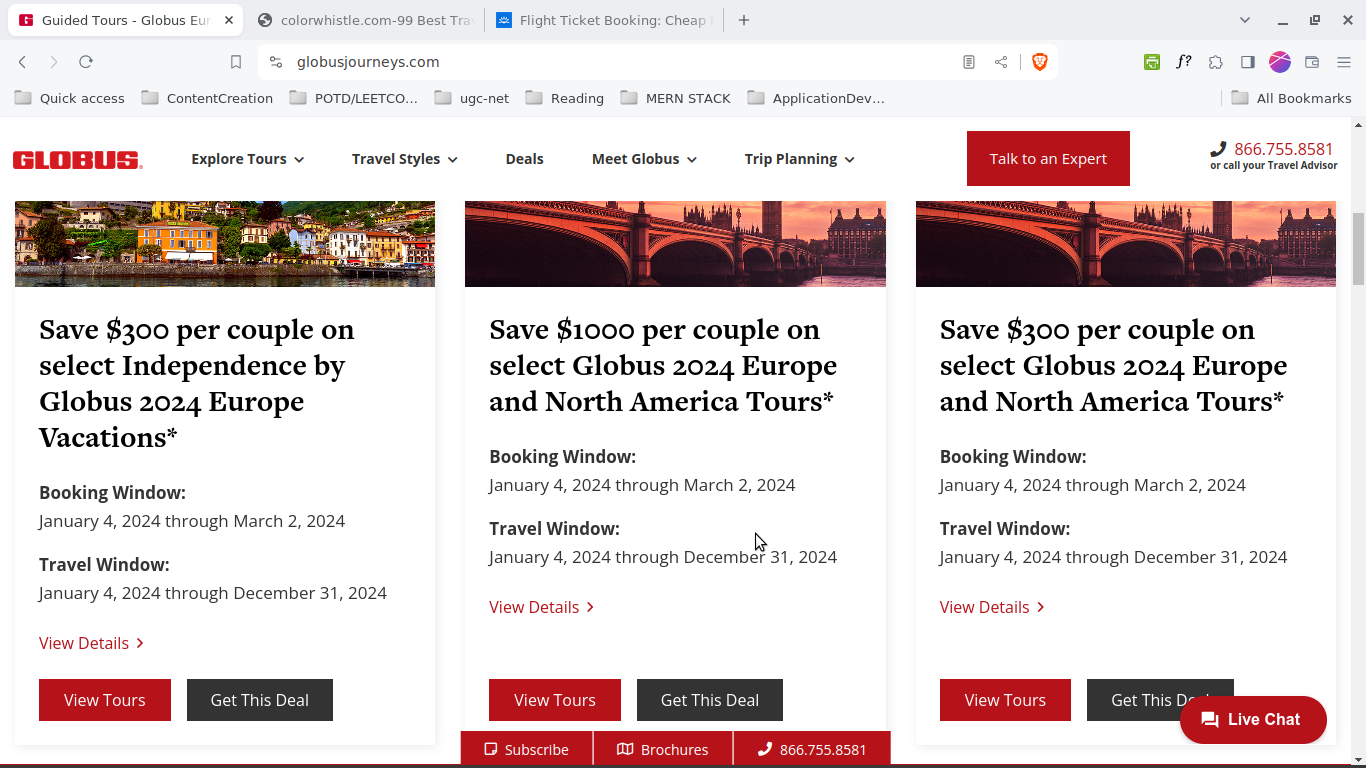 Guided Tours - Globus Eur
colorwhistle.com-99 Best Tra
Flight Ticket Booking: Cheap
globusjourneys.com
f?
Quick access
ContentCreation
POTD/LEETCO...
ugc-net
Reading
MERN STACK
ApplicationDev...
All Bookmarks
GLOBUS.
Explore Tours
Travel Styles
Deals
Meet Globus
Trip Planning
Talk to an Expert
866.755.8581
or call your Travel Advisor
Save $300 per couple on
select Independence by
Globus 2024 Europe
Vacations*
Booking Window:
January 4, 2024 through March 2, 2024
Travel Window:
January 4, 2024 through December 31, 2024
View Details
View Tours
Get This Deal
Save $1000 per couple on
select Globus 2024 Europe
and North America Tours*
Booking Window:
January 4, 2024 through March 2, 2024
Travel Window:
January 4, 2024 through December 31, 2024
View Details
View Tours
Get This Deal
Save $300 per couple on
select Globus 2024 Europe
and North America Tours*
Booking Window:
January 4, 2024 through March 2, 2024
Travel Window:
January 4, 2024 through December 31, 2024
View Details
View Tours
Get This De
Live Chat
Subscribe
Brochures
866.755.8581